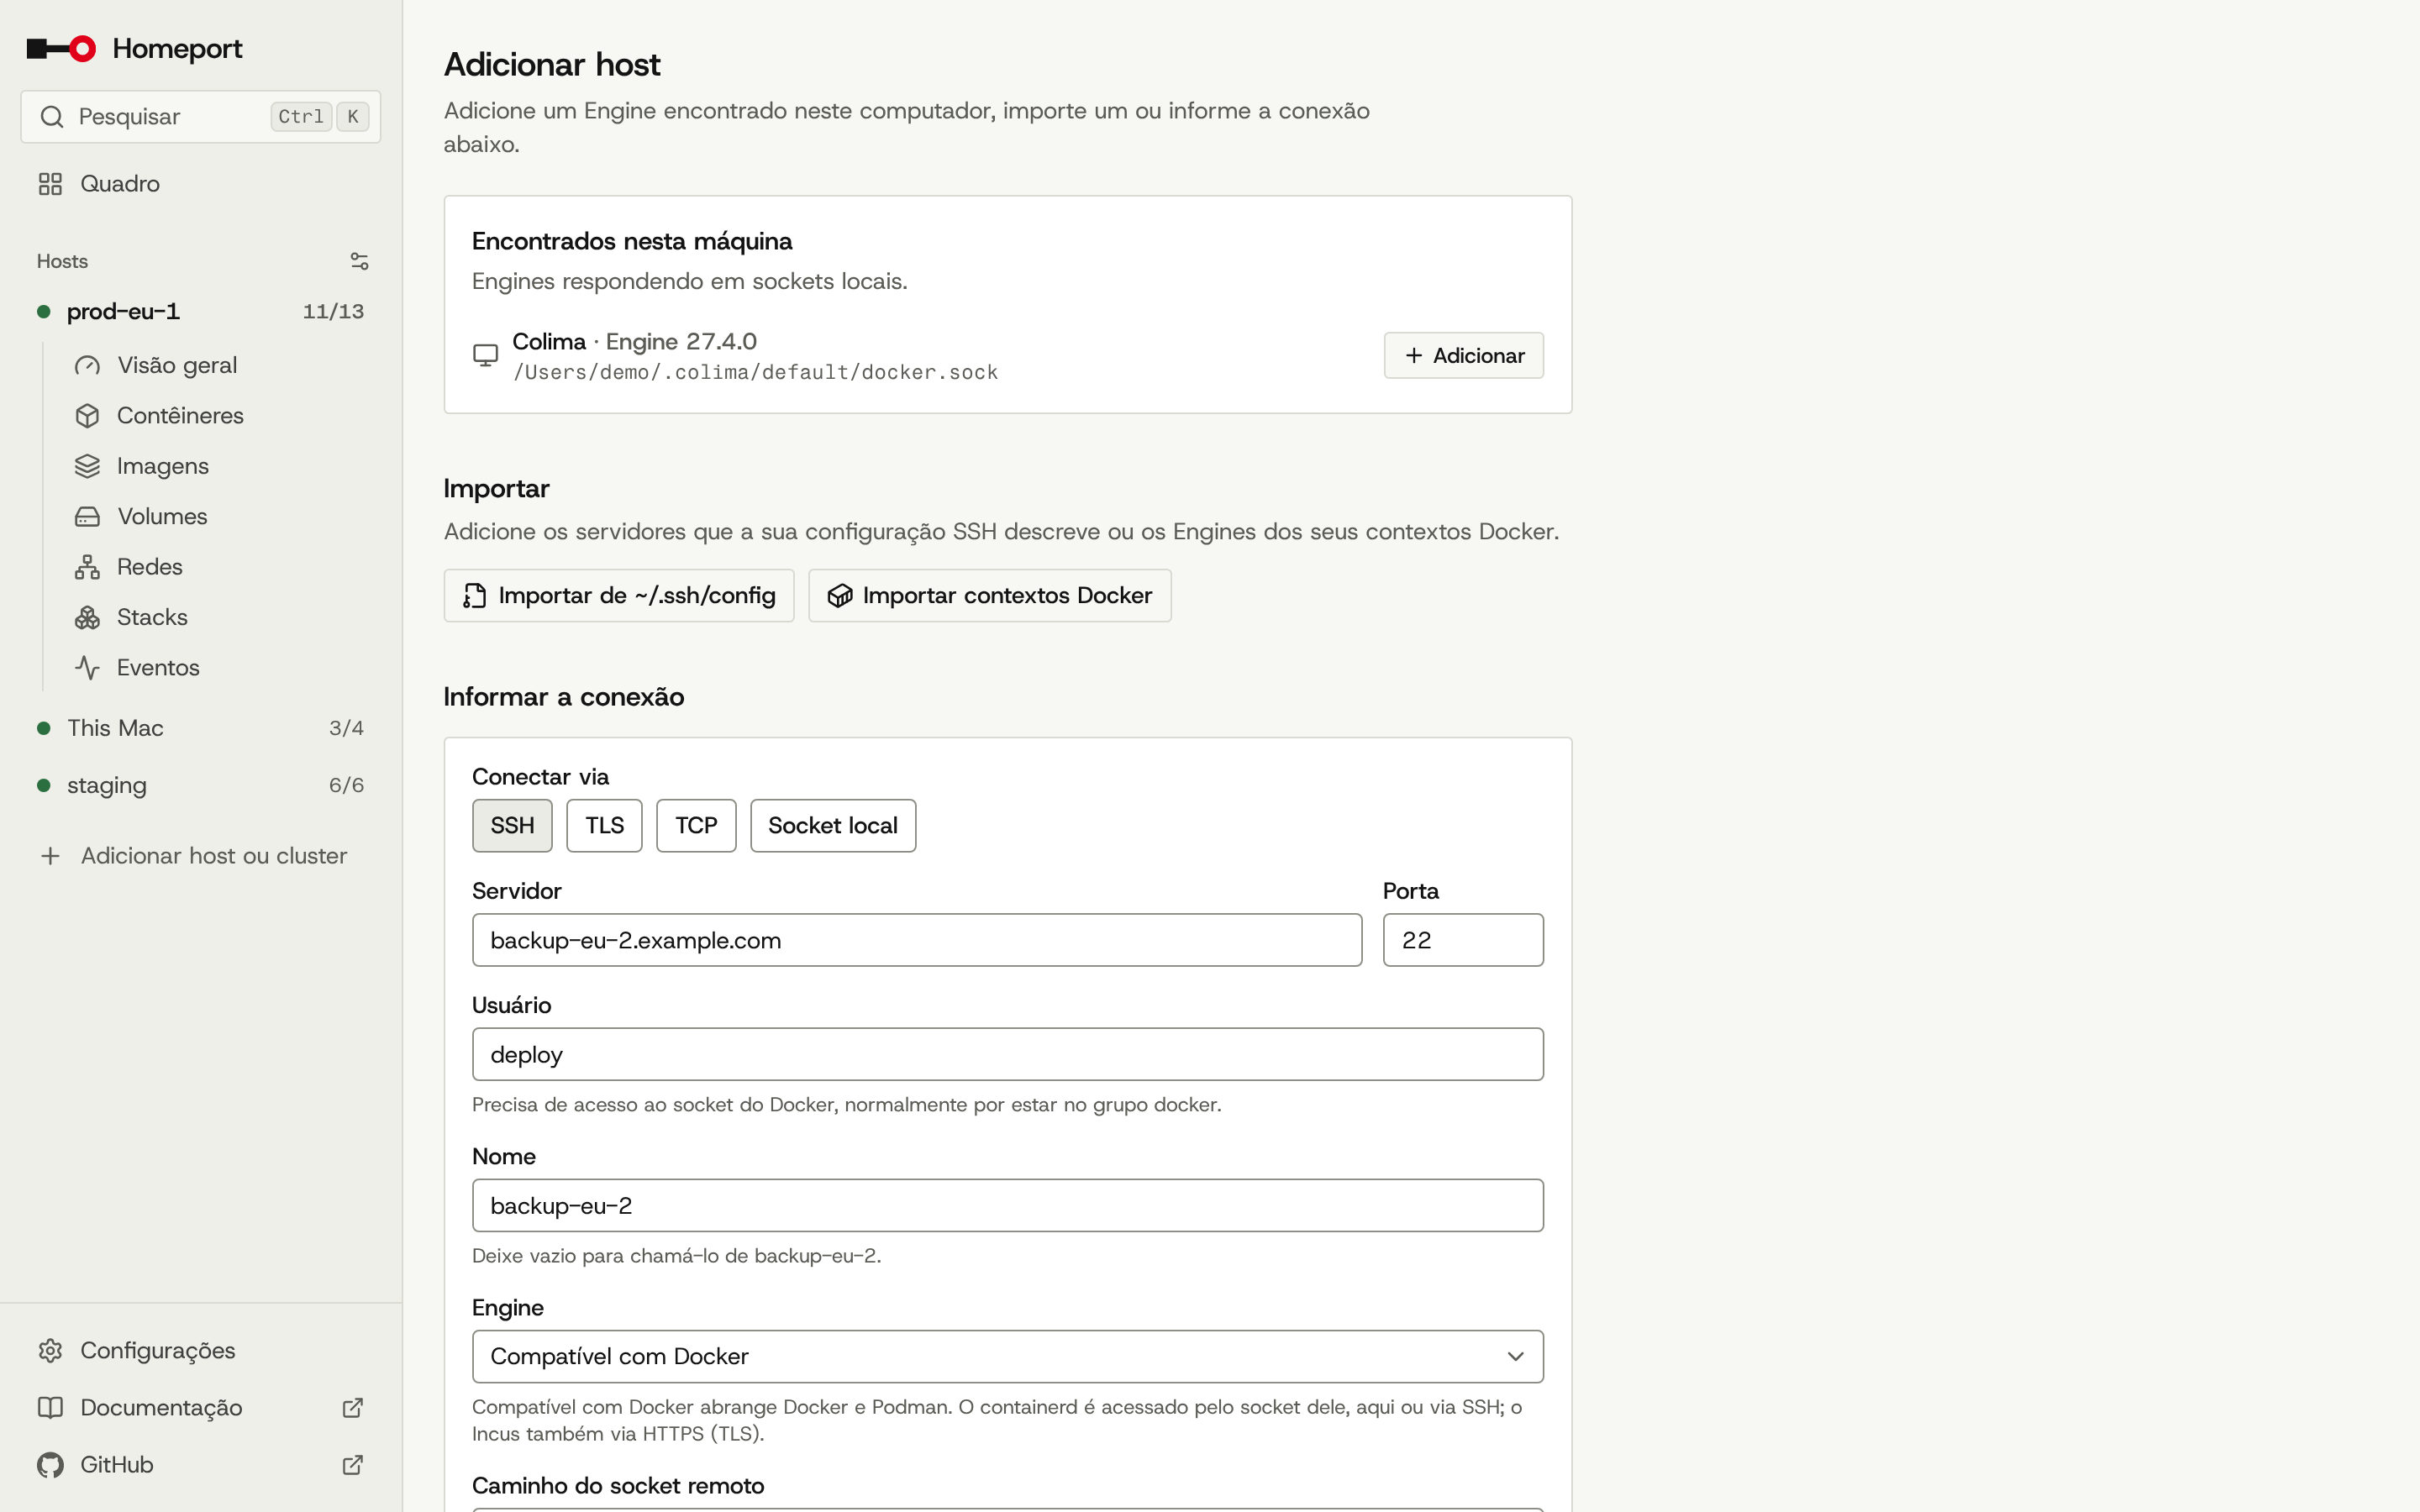 Homeport
Pesquisar Ctrl K
Quadro
Hosts
prod-eu-1 11/13
Visão geral
Contêineres
Imagens
Volumes
Redes
Stacks
Eventos
This Mac 3/4
staging 6/6
Adicionar host ou cluster
Configurações
Documentação
GitHub
Adicionar host
Adicione um Engine encontrado neste computador, importe um ou informe a conexão
abaixo.
Encontrados nesta máquina
Engines respondendo em sockets locais.
Colima · Engine 27.4.0
/Users/demo/.colima/default/docker.sock
Adicionar
Importar
Adicione os servidores que a sua configuração SSH descreve ou os Engines dos seus contextos Docker.
Importar de ~/.ssh/config Importar contextos Docker
Informar a conexão
Conectar via
SSH TLS TCP Socket local
Servidor Porta
backup-eu-2.example.com 22
Usuário
deploy
Precisa de acesso ao socket do Docker, normalmente por estar no grupo docker.
Nome
backup-eu-2
Deixe vazio para chamá-lo de backup-eu-2.
Engine
Compatível com Docker
Compatível com Docker abrange Docker e Podman. O containerd é acessado pelo socket dele, aqui ou via SSH; o
Incus também via HTTPS (TLS).
Caminho do socket remoto